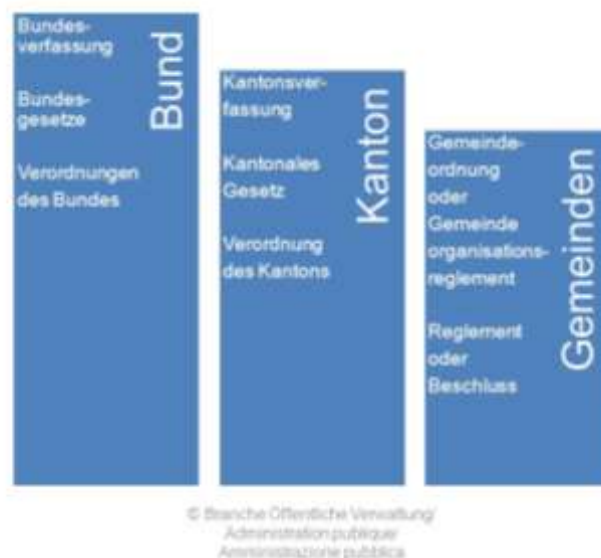 Bundes-
verfassung
Bundes-
gesetze
Verordnungen
des Bundes
Bund
Kantonsver-
fassung
Kantonales
Gesetz
Verordnung
des Kantons
Kanton
Gemeinde-
ordnung
oder
Gemeinde
organisations-
reglement
Reglement
oder
Beschluss
Gemeinden
© Branche Öffentliche Verwaltung/
Administration publique/
Amministrazione pubblica